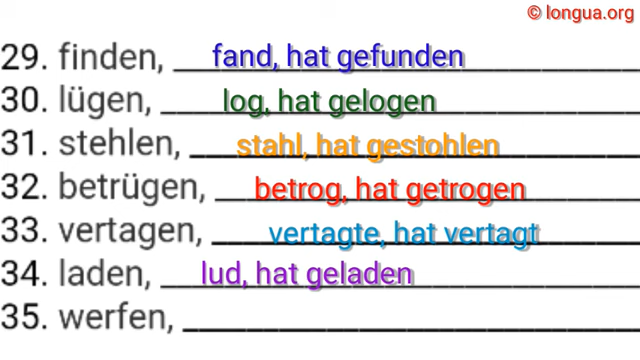 © longua.org
29. finden, fand, hat gefunden
30. lügen, log, hat gelogen
31. stehlen, stahl, hat gestohlen
32. betrügen, betrog, hat getrogen
33. vertagen, vertagte, hat vertagt
34. laden, lud, hat geladen
35. werfen,